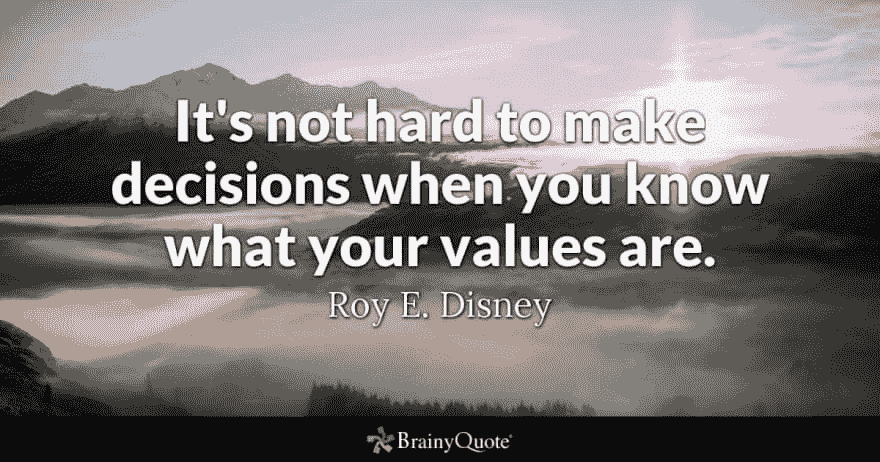 It's not hard to make
decisions when you know
what your values are.
Roy E. Disney
BrainyQuote®